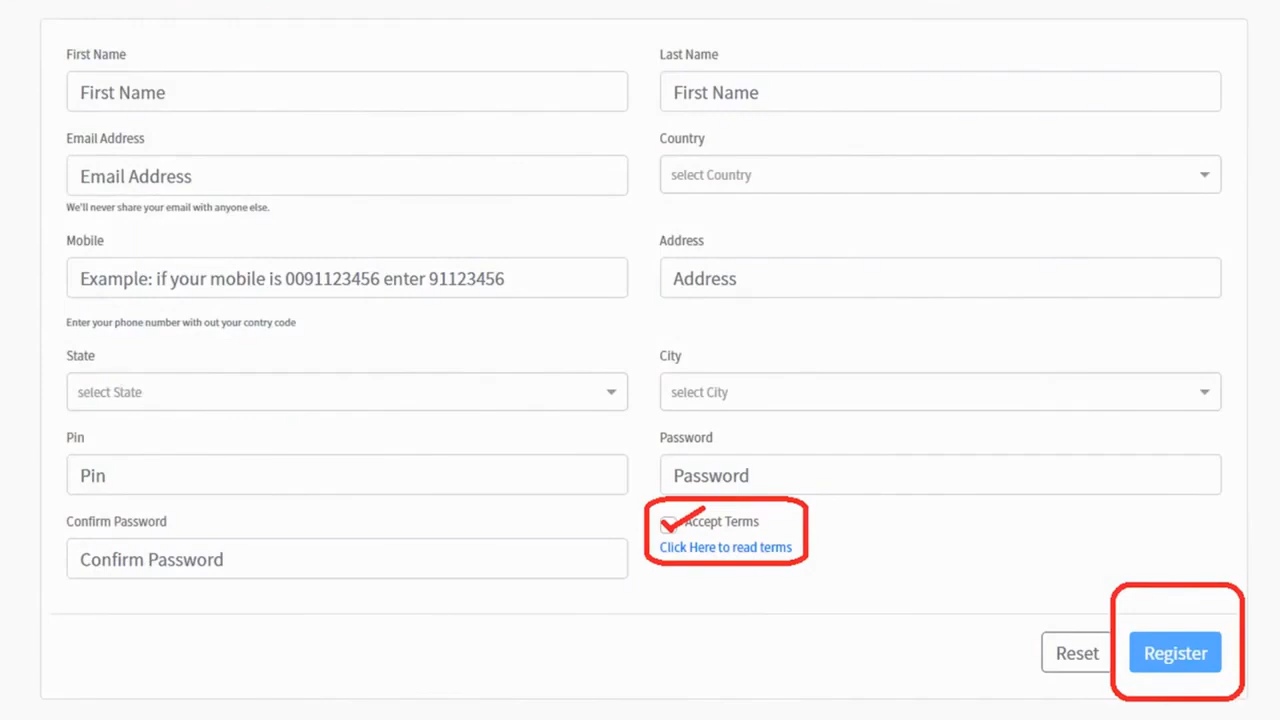 First Name
Last Name
First Name
First Name
Email Address
Country
Email Address
select Country
We'll never share your email with anyone else.
Mobile
Address
Example: if your mobile is 0091123456 enter 91123456
Address
Enter your phone number with out your contry code
State
City
select State
select City
Pin
Password
Pin
Password
Confirm Password
Accept Terms
Click Here to read terms
Confirm Password
Reset
Register